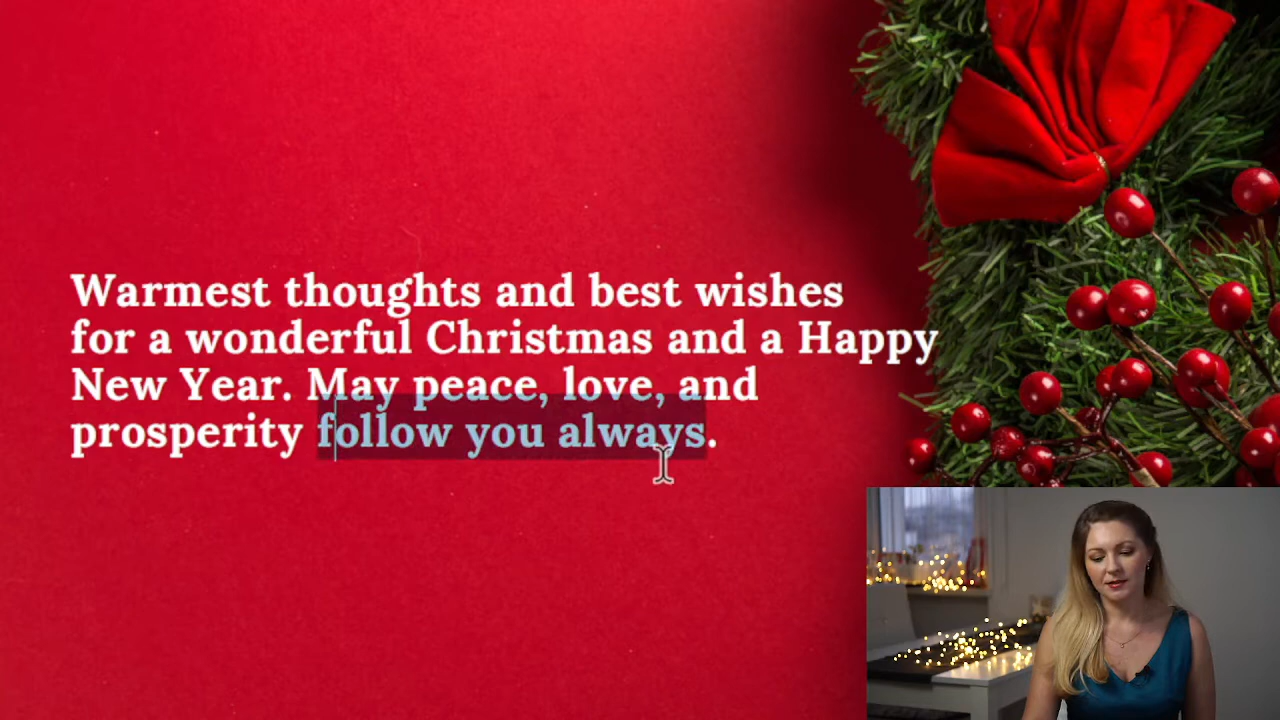 Warmest thoughts and best wishes
for a wonderful Christmas and a Happy
New Year. May peace, love, and
prosperity follow you always.